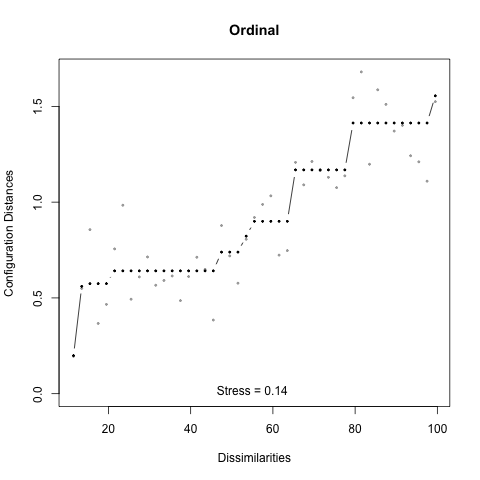 Ordinal
Configuration Distances
1.5
1.0
0.5
0.0
Stress = 0.14
20 40 60 80 100
Dissimilarities